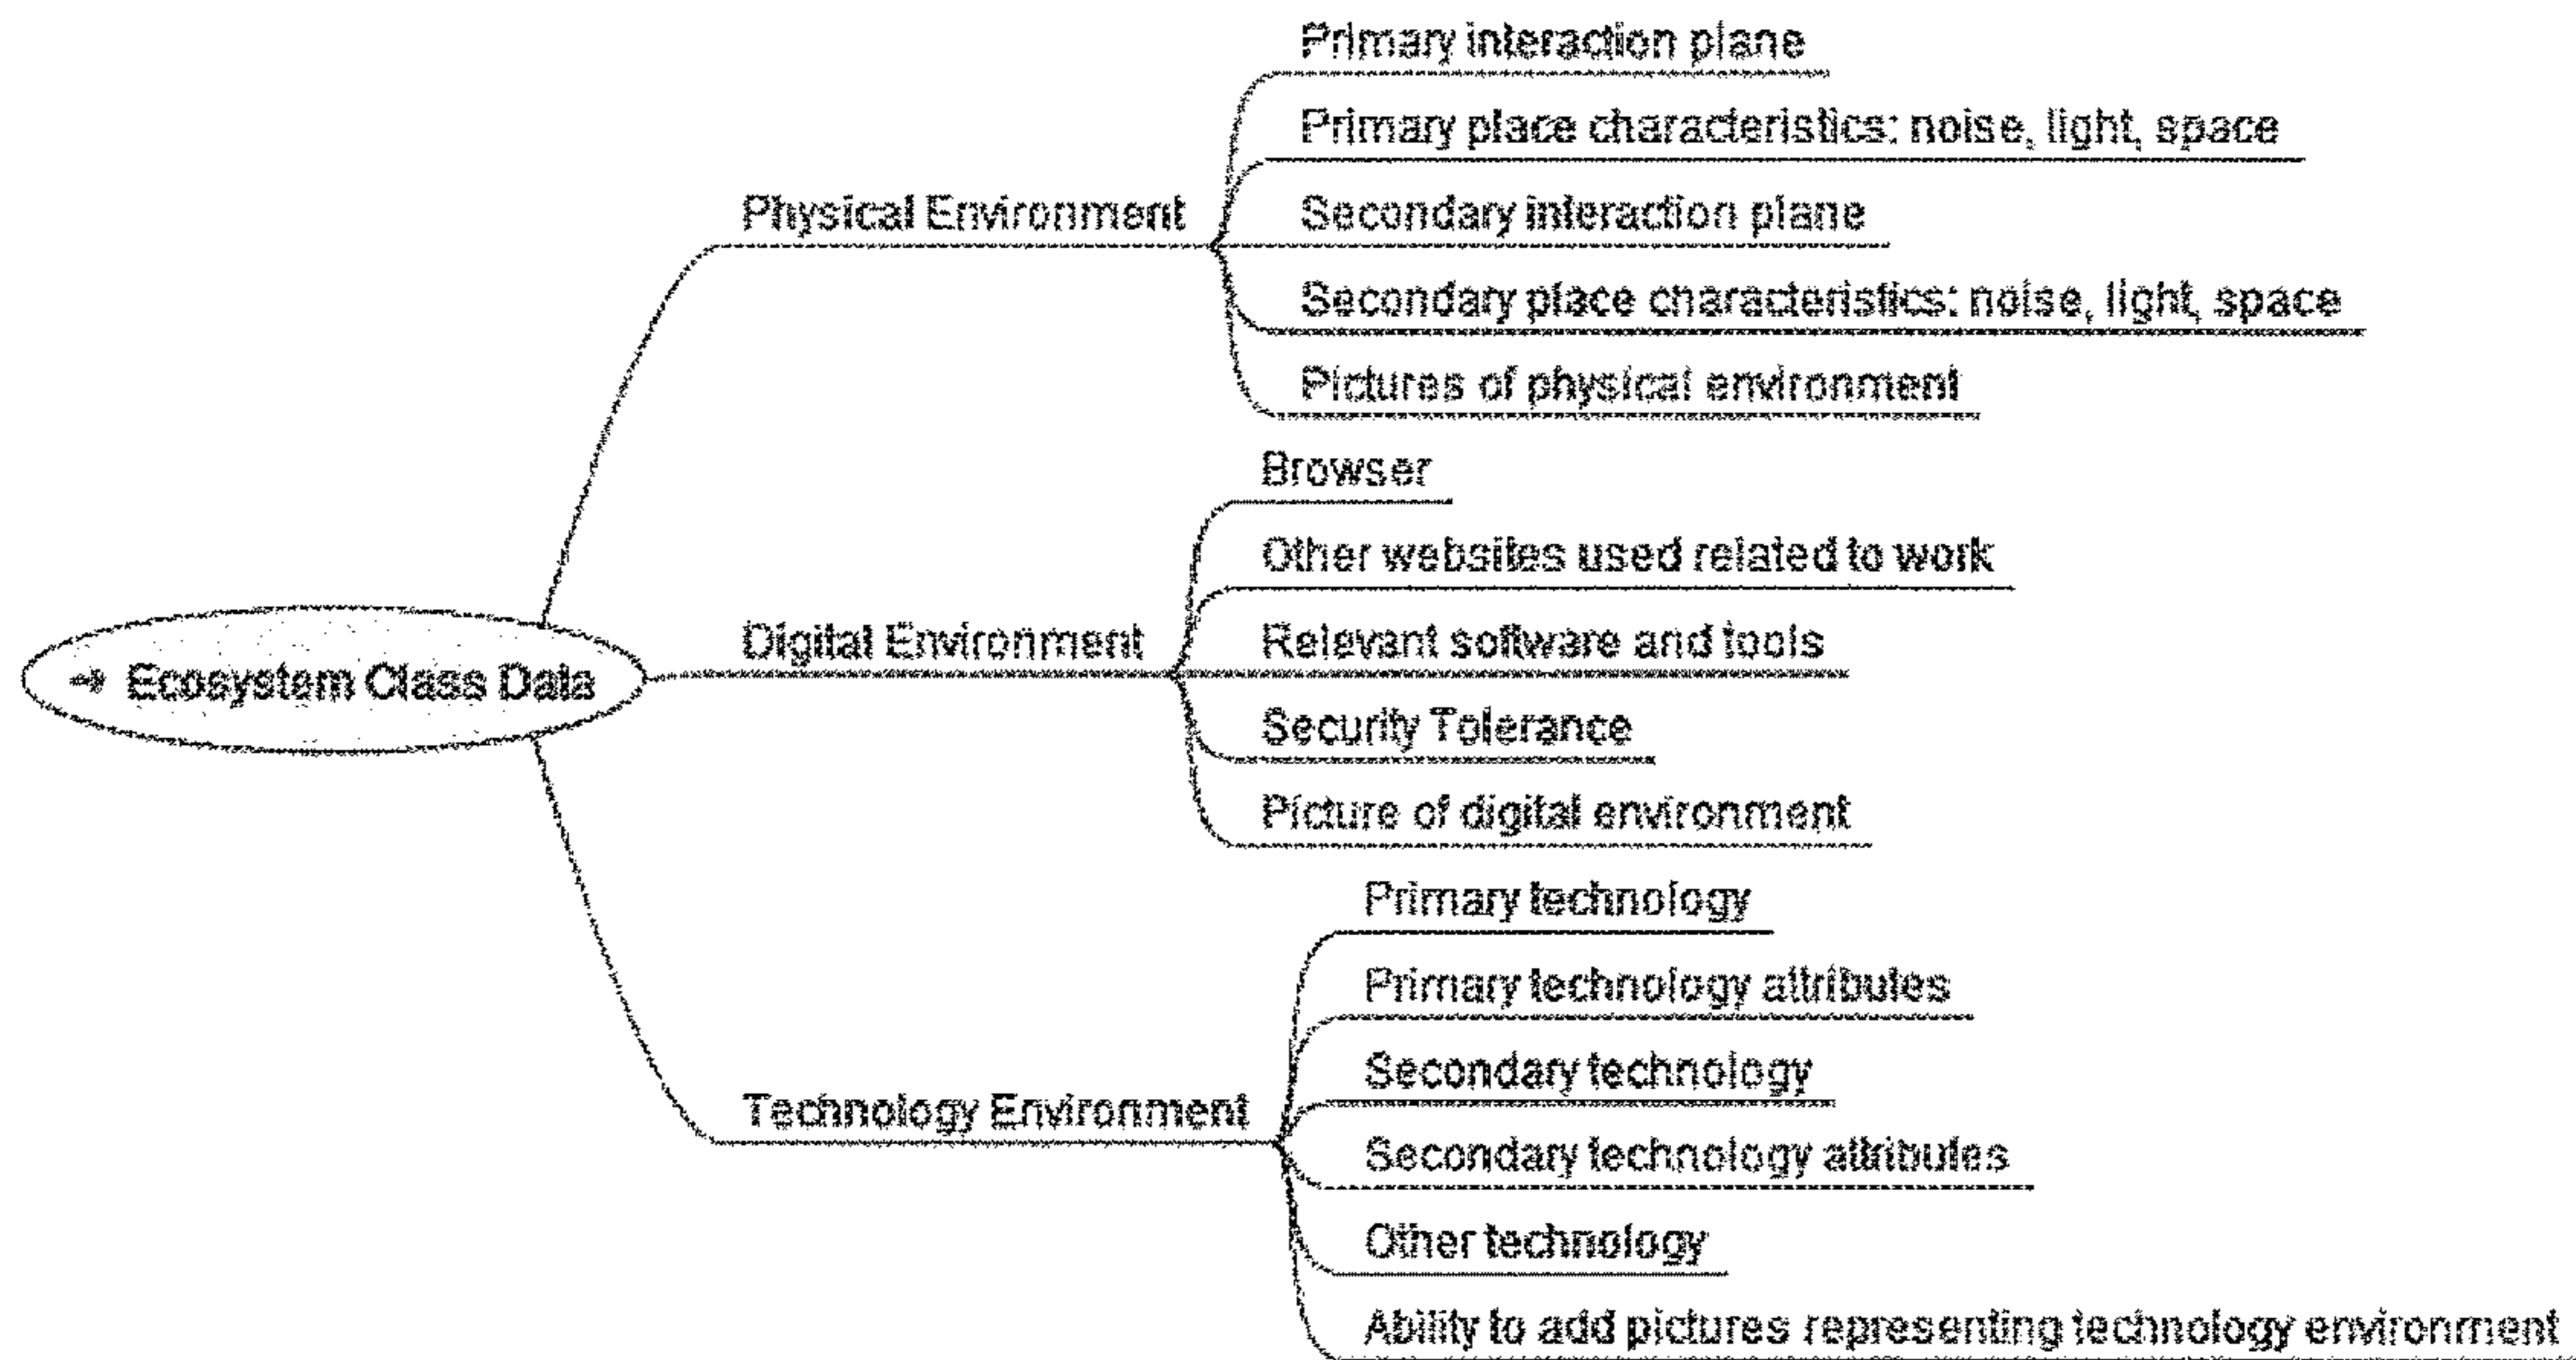 Primary interaction plane
Primary place characteristics: noise, light, space
Physical Environment
Secondary interaction plane
Secondary place characteristics: noise, light, space
Pictures of physical environment
Browser
Other websites used related to work
Digital Environment
Relevant software and tools
→ Ecosystem Class Data
Security Tolerance
Picture of digital environment
Primary technology
Primary technology attributes
Secondary technology
Technology Environment
Secondary technology attributes
Other technology
Ability to add pictures representing technology environment